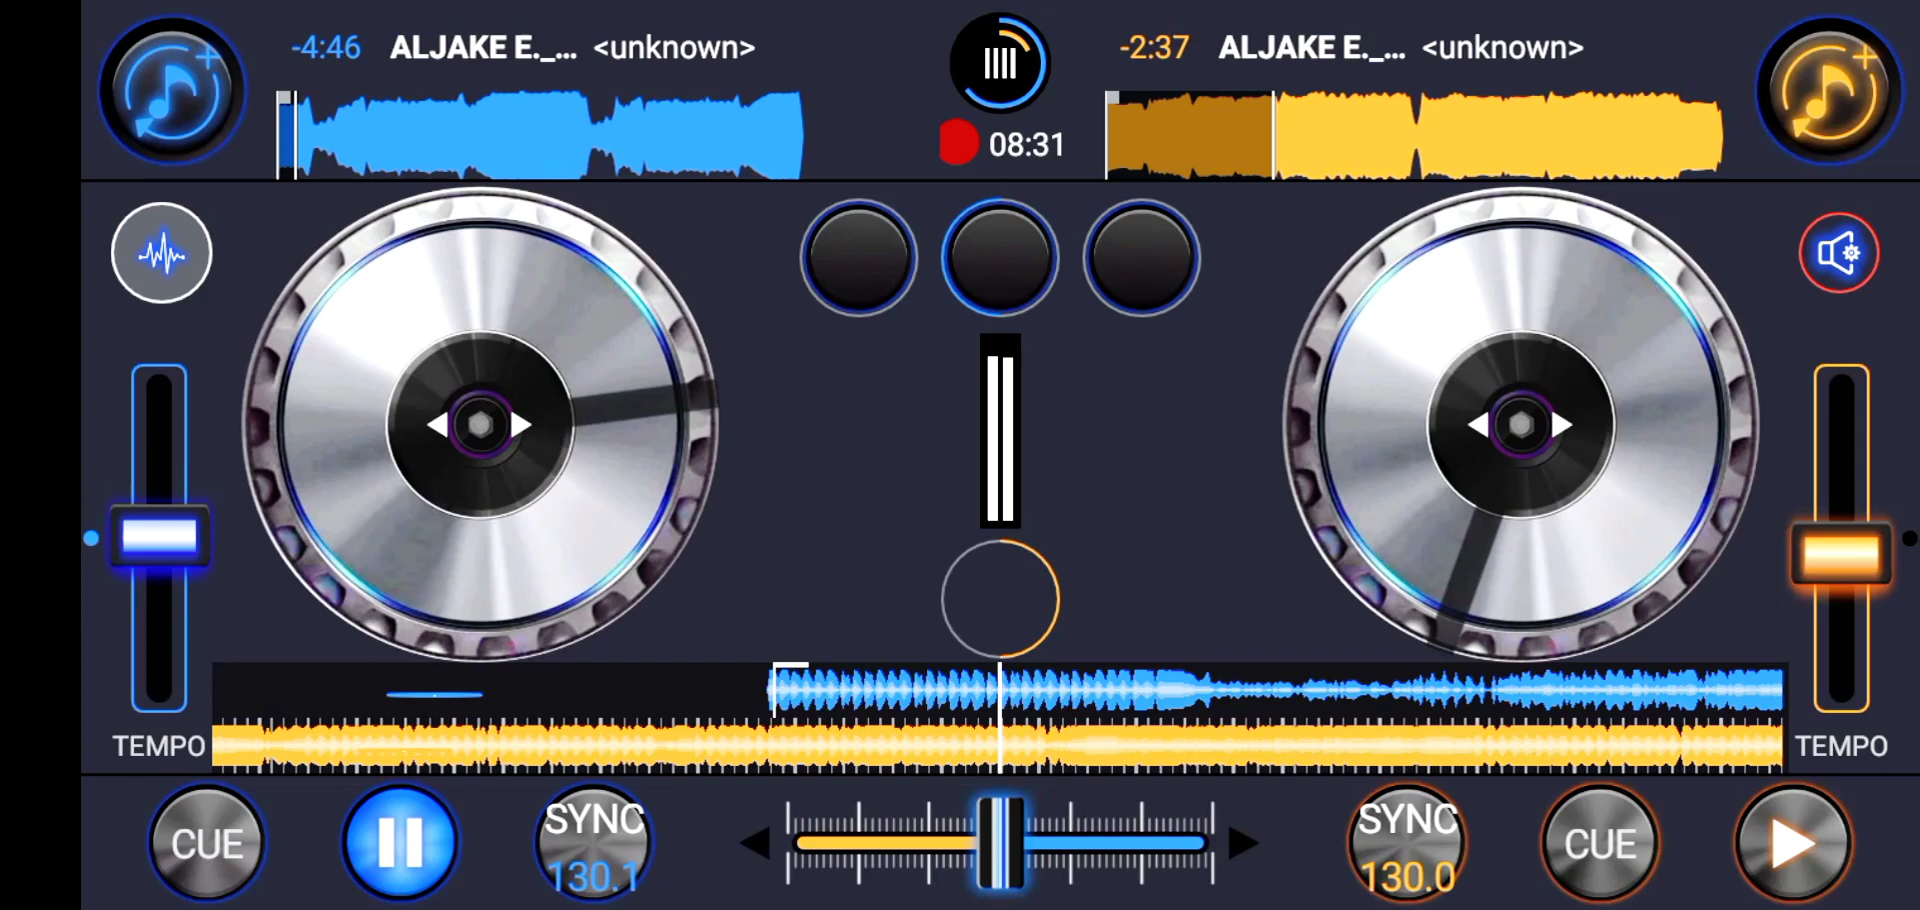 -4:46 ALJAKE E._... <unknown>
-2:37 ALJAKE E._... <unknown>
08:31
TEMPO
TEMPO
CUE
SYNC
130.1
SYNC
130.0
CUE